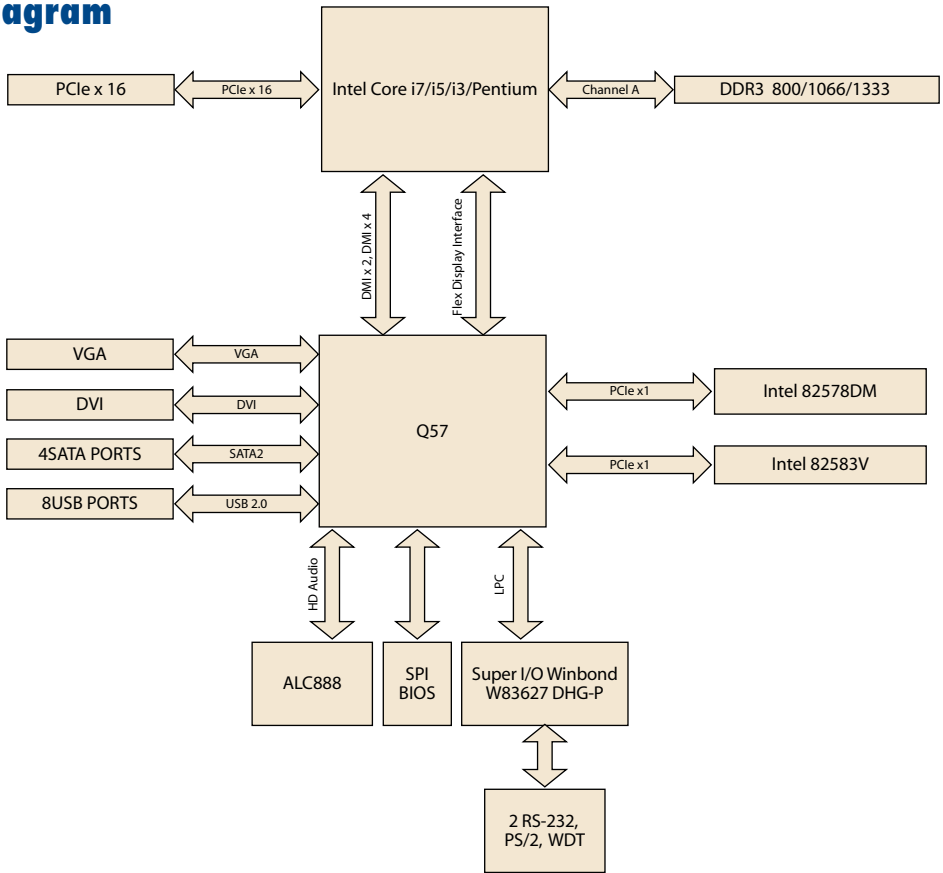 agram
PCIe x 16
PCIe x 16
Intel Core i7/i5/i3/Pentium
Channel A
DDR3 800/1066/1333
DMI x 2, DMI x 4
Flex Display Interface
VGA
VGA
DVI
DVI
4SATA PORTS
SATA2
8USB PORTS
USB 2.0
Q57
PCIe x1
Intel 82578DM
PCIe x1
Intel 82583V
HD Audio
LPC
ALC888
SPI
BIOS
Super I/O Winbond
W83627 DHG-P
2 RS-232,
PS/2, WDT